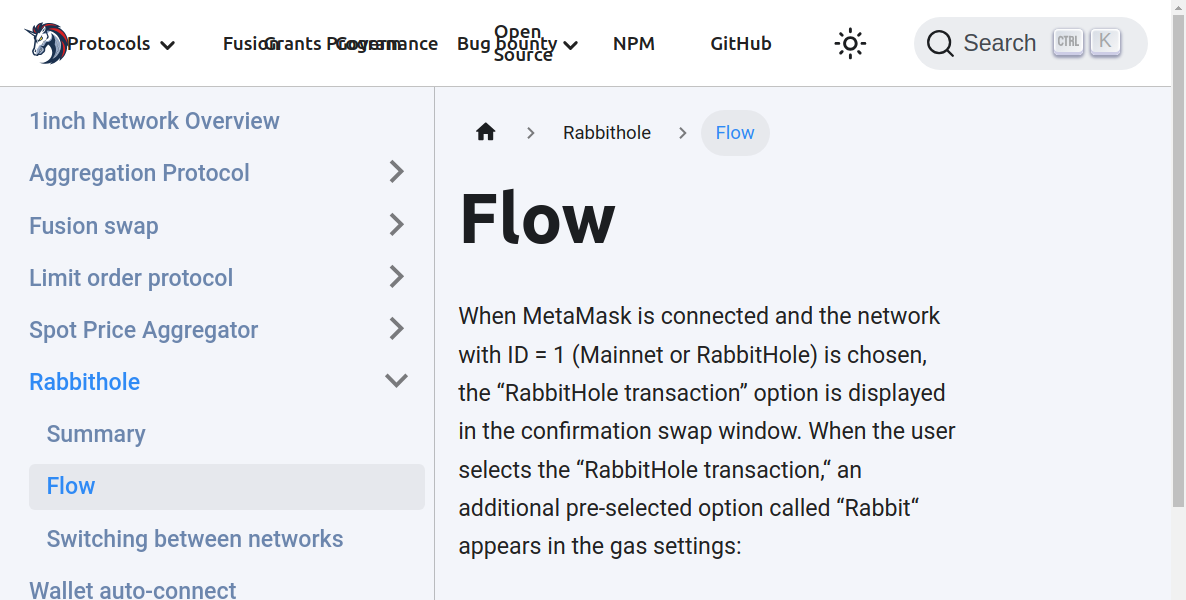 Protocols
Fusion
Grants Programm
Governance
Bug bounty
Open Source
NPM
GitHub
Search CTRL K
1inch Network Overview
Aggregation Protocol
Fusion swap
Limit order protocol
Spot Price Aggregator
Rabbithole
Summary
Flow
Switching between networks
Wallet auto-connect
Rabbithole
Flow
Flow
When MetaMask is connected and the network
with ID = 1 (Mainnet or RabbitHole) is chosen,
the “RabbitHole transaction” option is displayed
in the confirmation swap window. When the user
selects the “RabbitHole transaction,“ an
additional pre-selected option called “Rabbit“
appears in the gas settings: